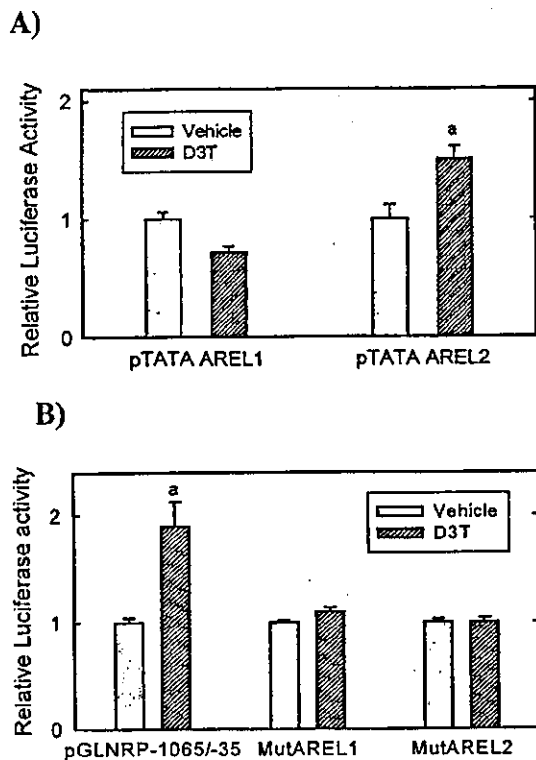 A)
Relative Luciferase Activity
2
1
0
Vehicle
D3T
a
pTATA AREL1
pTATA AREL2
B)
Relative Luciferase activity
2
1
0
a
Vehicle
D3T
pGLNRP-1065/-35
MutAREL1
MutAREL2